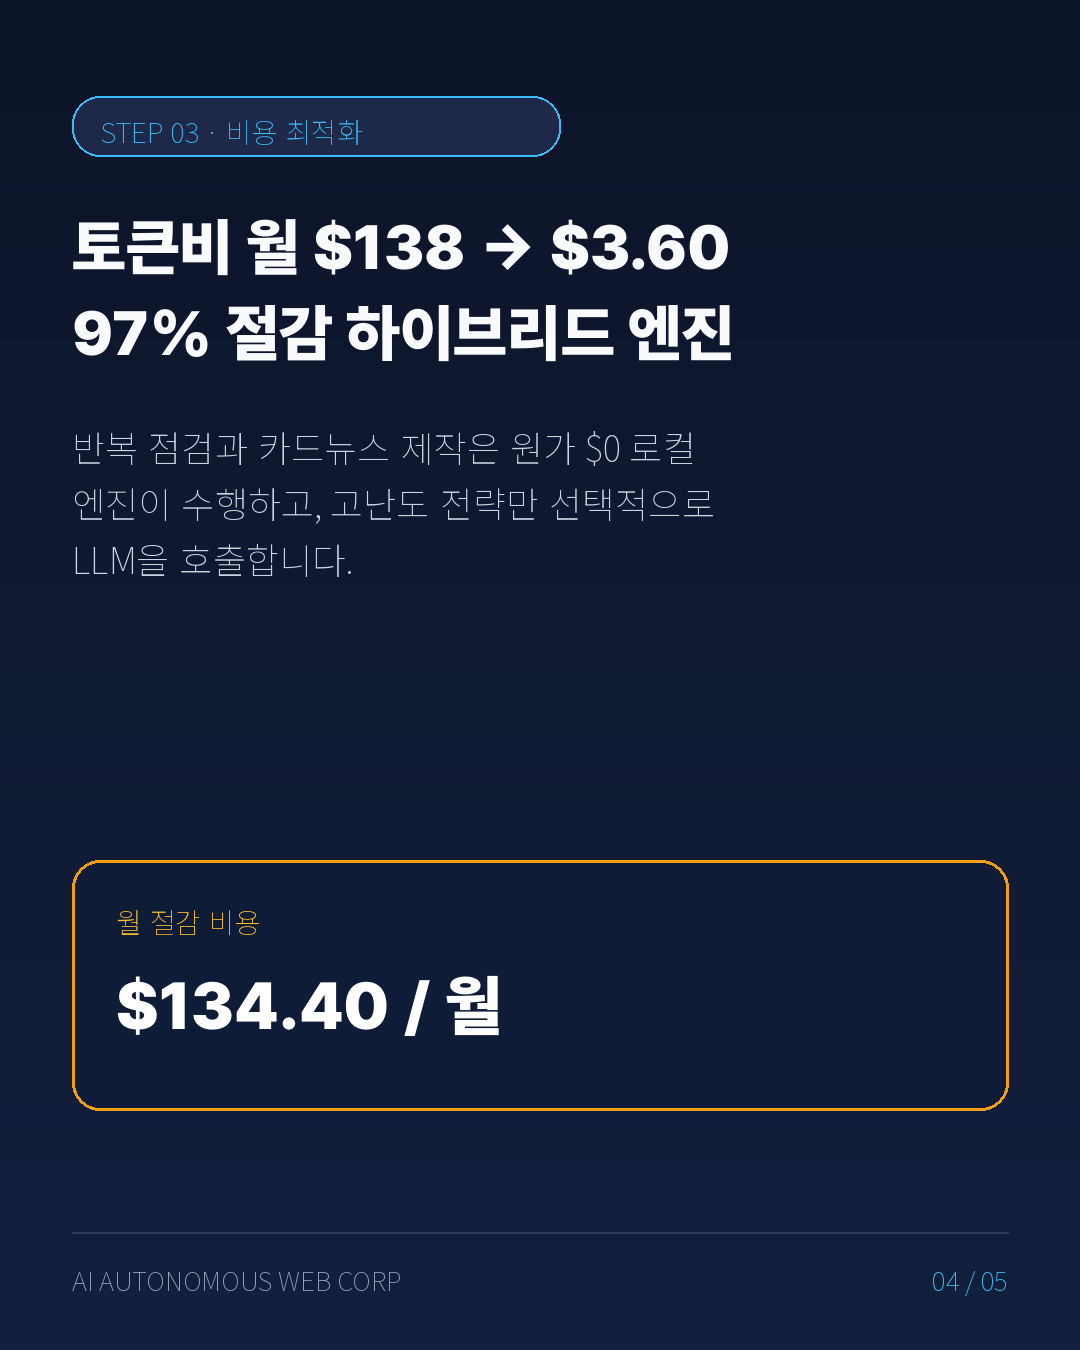 STEP 03 · 비용 최적화
토큰비 월 $138 → $3.60
97% 절감 하이브리드 엔진
반복 점검과 카드뉴스 제작은 원가 $0 로컬
엔진이 수행하고, 고난도 전략만 선택적으로
LLM을 호출합니다.
월 절감 비용
$134.40 / 월
AI AUTONOMOUS WEB CORP
04 / 05